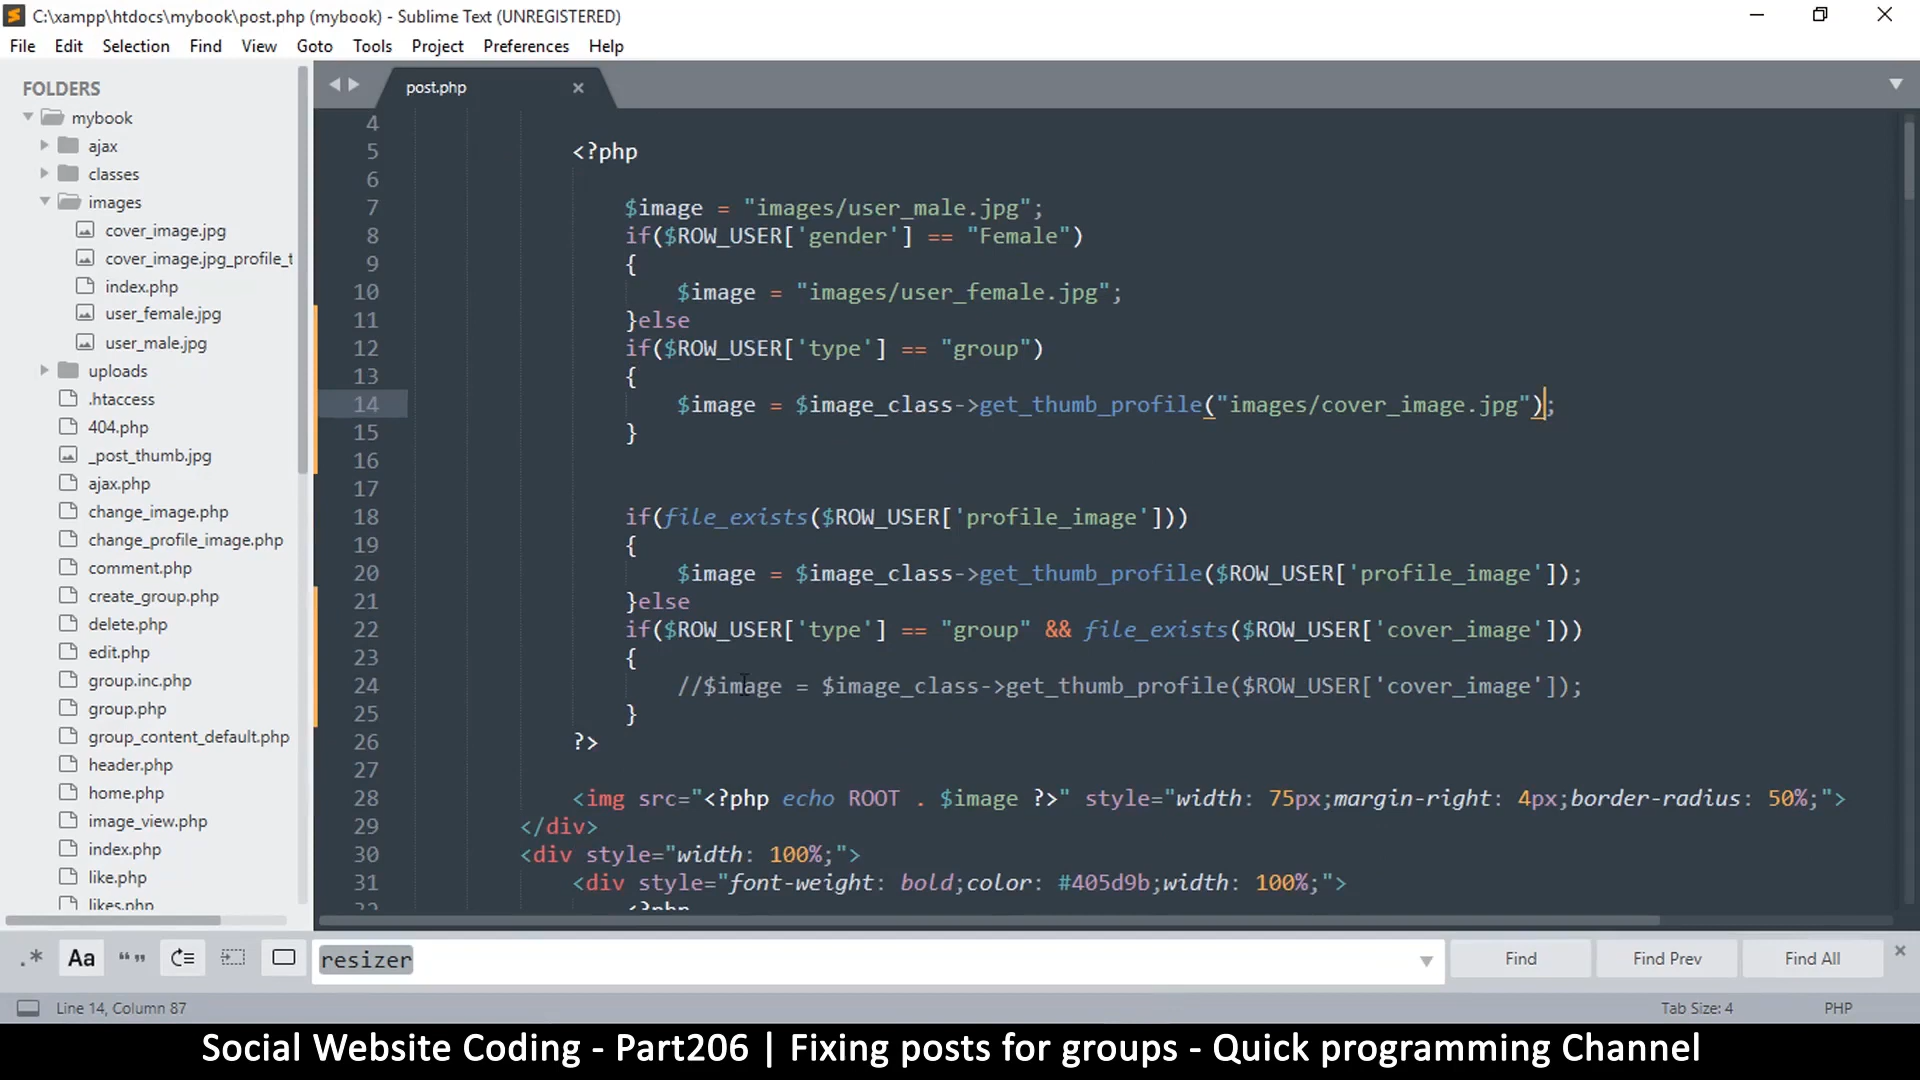 C:\xampp\htdocs\mybook\post.php (mybook) - Sublime Text (UNREGISTERED)
File Edit Selection Find View Goto Tools Project Preferences Help
FOLDERS
mybook
ajax
classes
images
cover_image.jpg
cover_image.jpg_profile_t
index.php
user_female.jpg
user_male.jpg
uploads
.htaccess
404.php
_post_thumb.jpg
ajax.php
change_image.php
change_profile_image.php
comment.php
create_group.php
delete.php
edit.php
group.inc.php
group.php
group_content_default.php
header.php
home.php
image_view.php
index.php
like.php
likes.php
post.php
4
5 <?php
6
7 $image = "images/user_male.jpg";
8 if($ROW_USER['gender'] == "Female")
9 {
10 $image = "images/user_female.jpg";
11 }else
12 if($ROW_USER['type'] == "group")
13 {
14 $image = $image_class->get_thumb_profile("images/cover_image.jpg");
15 }
16
17
18 if(file_exists($ROW_USER['profile_image']))
19 {
20 $image = $image_class->get_thumb_profile($ROW_USER['profile_image']);
21 }else
22 if($ROW_USER['type'] == "group" && file_exists($ROW_USER['cover_image']))
23 {
24 //$image = $image_class->get_thumb_profile($ROW_USER['cover_image']);
25 }
26 ?>
27
28 <img src="<?php echo ROOT . $image ?>" style="width: 75px;margin-right: 4px;border-radius: 50%;">
29 </div>
30 <div style="width: 100%;">
31 <div style="font-weight: bold;color: #405d9b;width: 100%;">
32 <?php
.* Aa “ ” resizer Find Find Prev Find All
Line 14, Column 87 Tab Size: 4 PHP
Social Website Coding - Part206 | Fixing posts for groups - Quick programming Channel